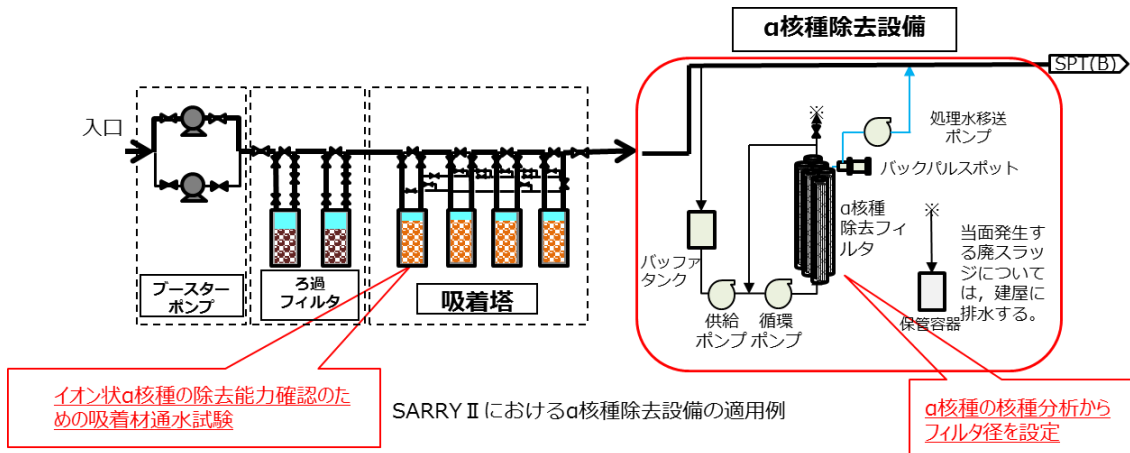 α核種除去設備
SPT(B)
入口
処理水移送
ポンプ
バックパルスポット
α核種
除去フィ
ルタ
バッファ
タンク
供給
ポンプ
循環
ポンプ
※
※
保管容器
当面発生す
る廃スラッ
ジについて
は，建屋に
排水する。
ブースター
ポンプ
ろ過
フィルタ
吸着塔
イオン状α核種の除去能力確認のた
めの吸着材通水試験
SARRYⅡにおけるα核種除去設備の適用例
α核種の核種分析から
フィルタ径を設定